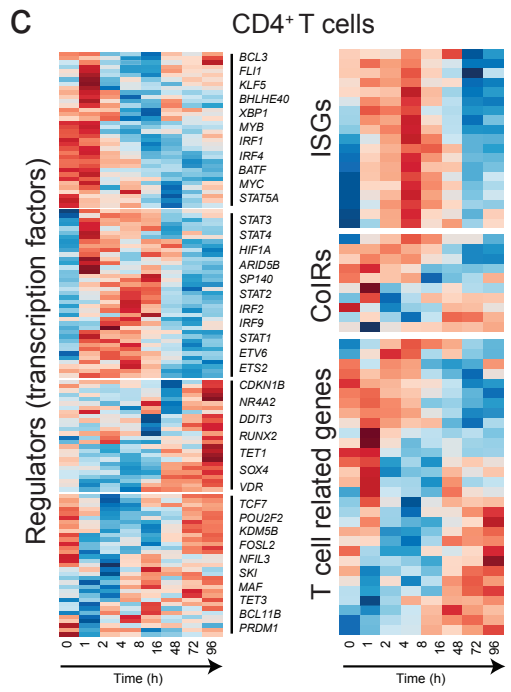 C
CD4+ T cells
Regulators (transcription factors)
BCL3
FLI1
KLF5
BHLHE40
XBP1
MYB
IRF1
IRF4
BATF
MYC
STAT5A
STAT3
STAT4
HIF1A
ARID5B
SP140
STAT2
IRF2
IRF9
STAT1
ETV6
ETS2
CDKN1B
NR4A2
DDIT3
RUNX2
TET1
SOX4
VDR
TCF7
POU2F2
KDM5B
FOSL2
NFIL3
SKI
MAF
TET3
BCL11B
PRDM1
0 1 2 4 8 16 48 72 96
Time (h)
ISGs
CoIRs
T cell related genes
0 1 2 4 8 16 48 72 96
Time (h)